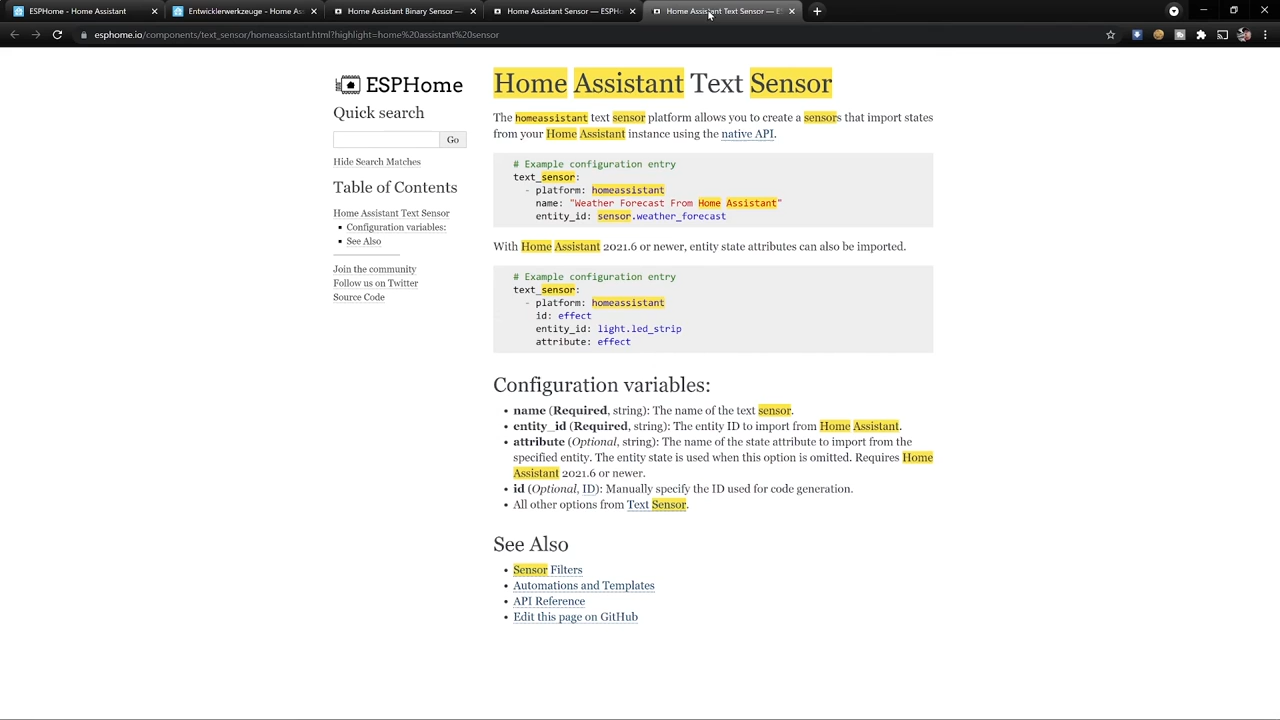 ESPHome - Home Assistant
Entwicklerwerkzeuge - Home As
Home Assistant Binary Sensor —
Home Assistant Sensor — ESPH
Home Assistant Text Sensor — ES
esphome.io/components/text_sensor/homeassistant.html?highlight=home%20assistant%20sensor
ESPHome
Quick search
Go
Hide Search Matches
Table of Contents
Home Assistant Text Sensor
Configuration variables:
See Also
Join the community
Follow us on Twitter
Source Code
Home Assistant Text Sensor
The homeassistant text sensor platform allows you to create a sensors that import states
from your Home Assistant instance using the native API.
# Example configuration entry
text_sensor:
- platform: homeassistant
name: "Weather Forecast From Home Assistant"
entity_id: sensor.weather_forecast
With Home Assistant 2021.6 or newer, entity state attributes can also be imported.
# Example configuration entry
text_sensor:
- platform: homeassistant
id: effect
entity_id: light.led_strip
attribute: effect
Configuration variables:
• name (Required, string): The name of the text sensor.
• entity_id (Required, string): The entity ID to import from Home Assistant.
• attribute (Optional, string): The name of the state attribute to import from the
specified entity. The entity state is used when this option is omitted. Requires Home
Assistant 2021.6 or newer.
• id (Optional, ID): Manually specify the ID used for code generation.
• All other options from Text Sensor.
See Also
• Sensor Filters
• Automations and Templates
• API Reference
• Edit this page on GitHub